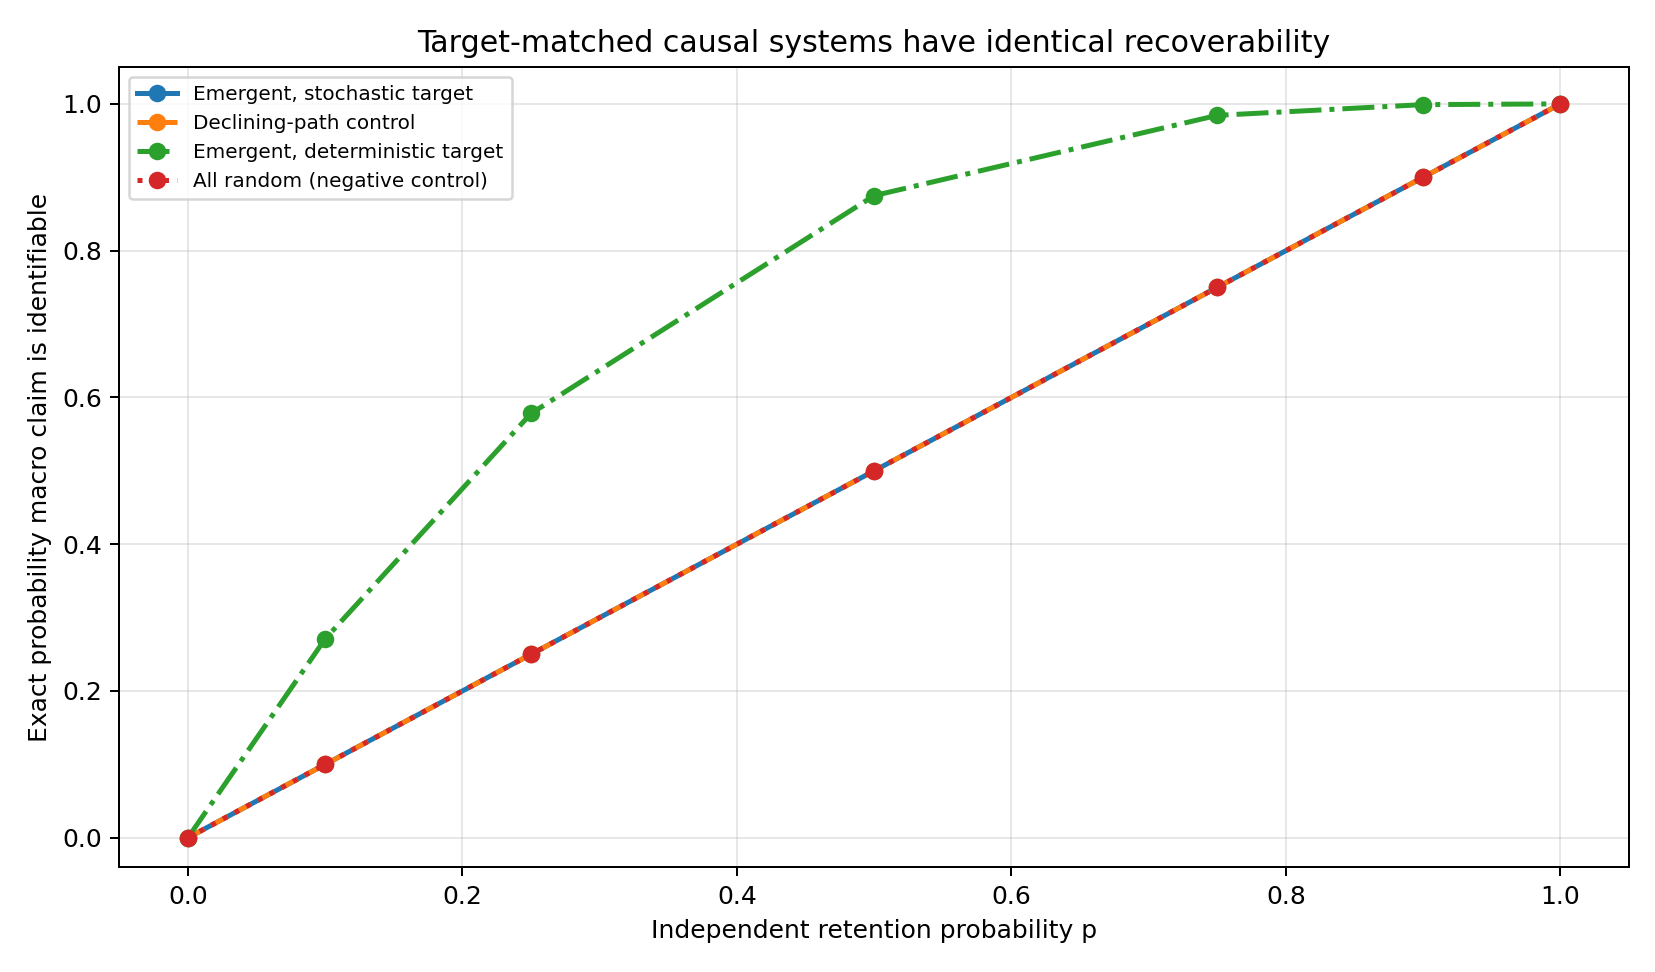 Target-matched causal systems have identical recoverability
Emergent, stochastic target
Declining-path control
Emergent, deterministic target
All random (negative control)
Exact probability macro claim is identifiable
1.0
0.8
0.6
0.4
0.2
0.0
0.0 0.2 0.4 0.6 0.8 1.0
Independent retention probability p